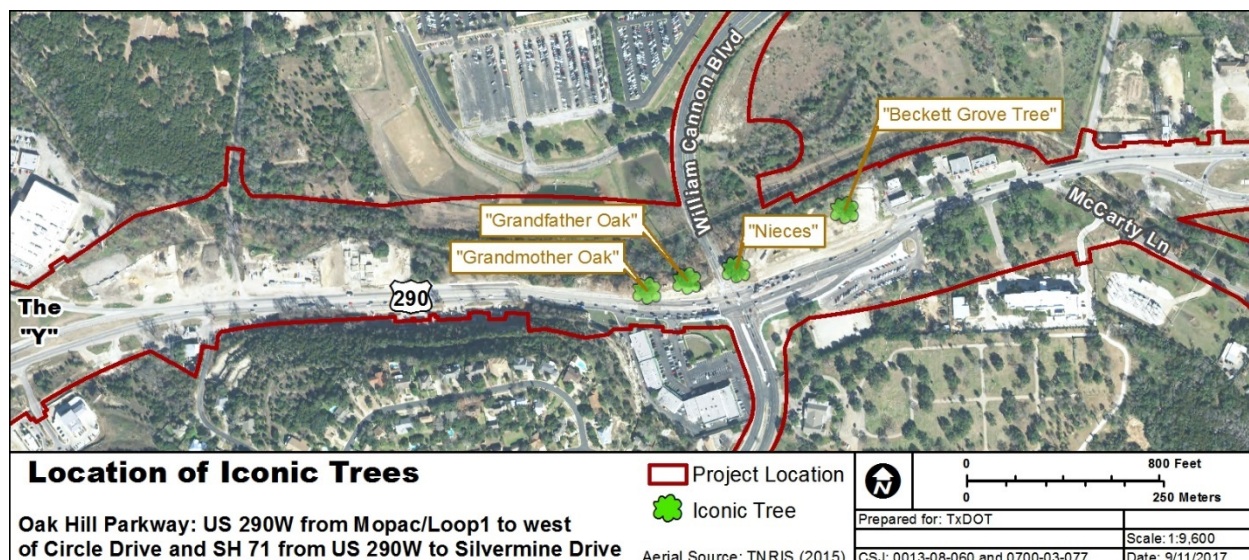 "Beckett Grove Tree"
William Cannon Blvd
"Grandfather Oak"
"Nieces"
McCarty Ln
"Grandmother Oak"
290
The
"Y"
Location of Iconic Trees
Oak Hill Parkway: US 290W from Mopac/Loop1 to west
of Circle Drive and SH 71 from US 290W to Silvermine Drive
Project Location
Iconic Tree
Aerial Source: TNRIS (2015)
N
0 800 Feet
0 250 Meters
Prepared for: TxDOT
Scale: 1:9,600
CSJ: 0013-08-060 and 0700-03-077
Date: 9/11/2017